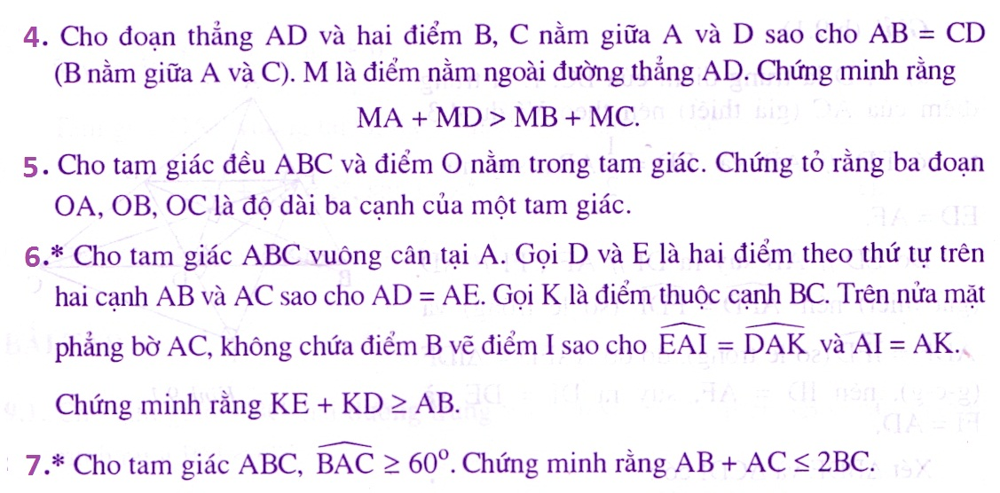 4. Cho đoạn thẳng AD và hai điểm B, C nằm giữa A và D sao cho AB = CD
(B nằm giữa A và C). M là điểm nằm ngoài đường thẳng AD. Chứng minh rằng
MA + MD > MB + MC.
5. Cho tam giác đều ABC và điểm O nằm trong tam giác. Chứng tỏ rằng ba đoạn
OA, OB, OC là độ dài ba cạnh của một tam giác.
6.* Cho tam giác ABC vuông cân tại A. Gọi D và E là hai điểm theo thứ tự trên
hai cạnh AB và AC sao cho AD = AE. Gọi K là điểm thuộc cạnh BC. Trên nửa mặt
phẳng bờ AC, không chứa điểm B vẽ điểm I sao cho \widehat{EAI} = \widehat{DAK} và AI = AK.
Chứng minh rằng KE + KD ≥ AB.
7.* Cho tam giác ABC, \widehat{BAC} ≥ 60°. Chứng minh rằng AB + AC ≤ 2BC.